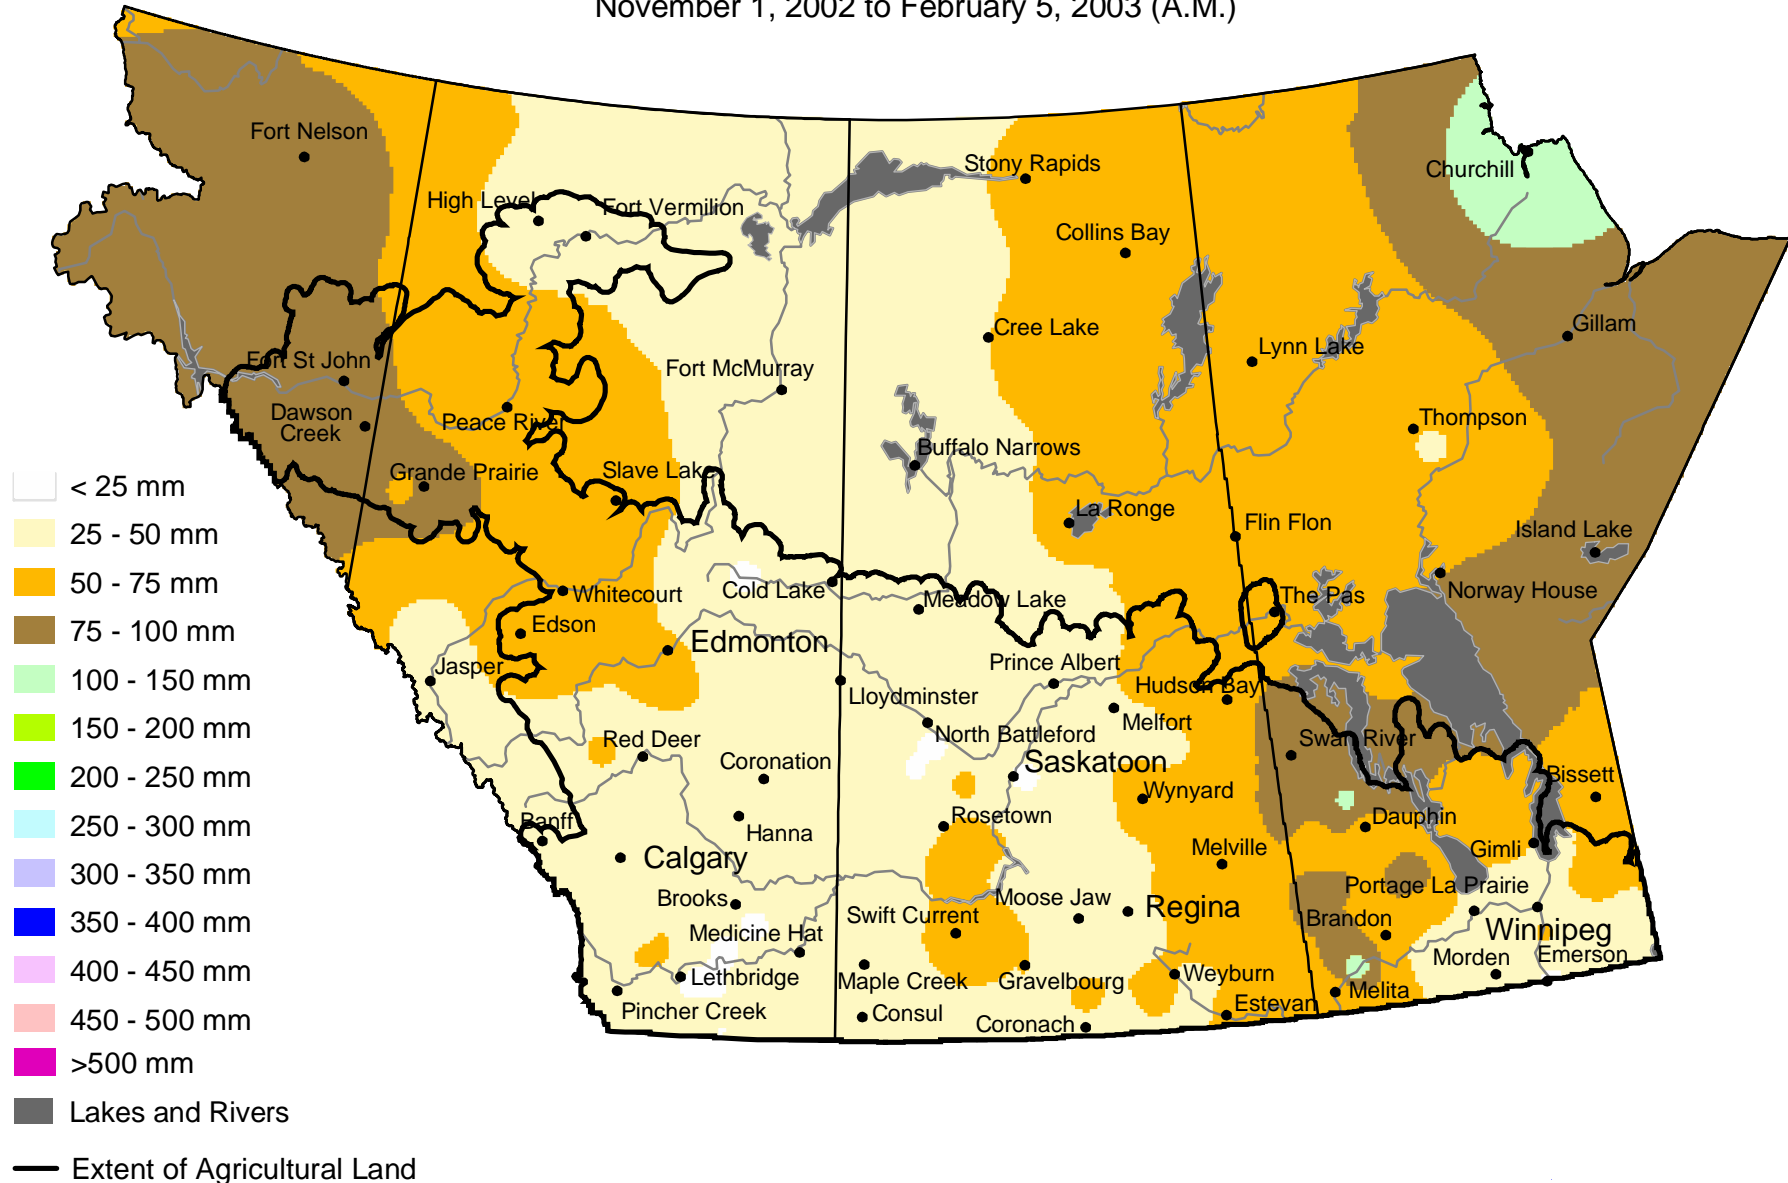 November 1, 2002 to February 5, 2003 (A.M.)
Fort Nelson
Churchill
Stony Rapids
High Level
Fort Vermilion
Collins Bay
Gillam
Cree Lake
Lynn Lake
Fort St John
Fort McMurray
Dawson
Creek
Peace River
Thompson
Buffalo Narrows
Grande Prairie
Slave Lake
La Ronge
Flin Flon
Island Lake
Whitecourt
Cold Lake
Meadow Lake
The Pas
Norway House
Edson
Edmonton
Jasper
Prince Albert
Lloydminster
Hudson Bay
Melfort
Red Deer
North Battleford
Swan River
Coronation
Saskatoon
Bissett
Wynyard
Banff
Hanna
Rosetown
Dauphin
Calgary
Melville
Gimli
Brooks
Moose Jaw
Regina
Portage La Prairie
Swift Current
Brandon
Winnipeg
Medicine Hat
Lethbridge
Maple Creek
Gravelbourg
Weyburn
Morden
Emerson
Pincher Creek
Consul
Coronach
Estevan
Melita
< 25 mm
25 - 50 mm
50 - 75 mm
75 - 100 mm
100 - 150 mm
150 - 200 mm
200 - 250 mm
250 - 300 mm
300 - 350 mm
350 - 400 mm
400 - 450 mm
450 - 500 mm
>500 mm
Lakes and Rivers
Extent of Agricultural Land